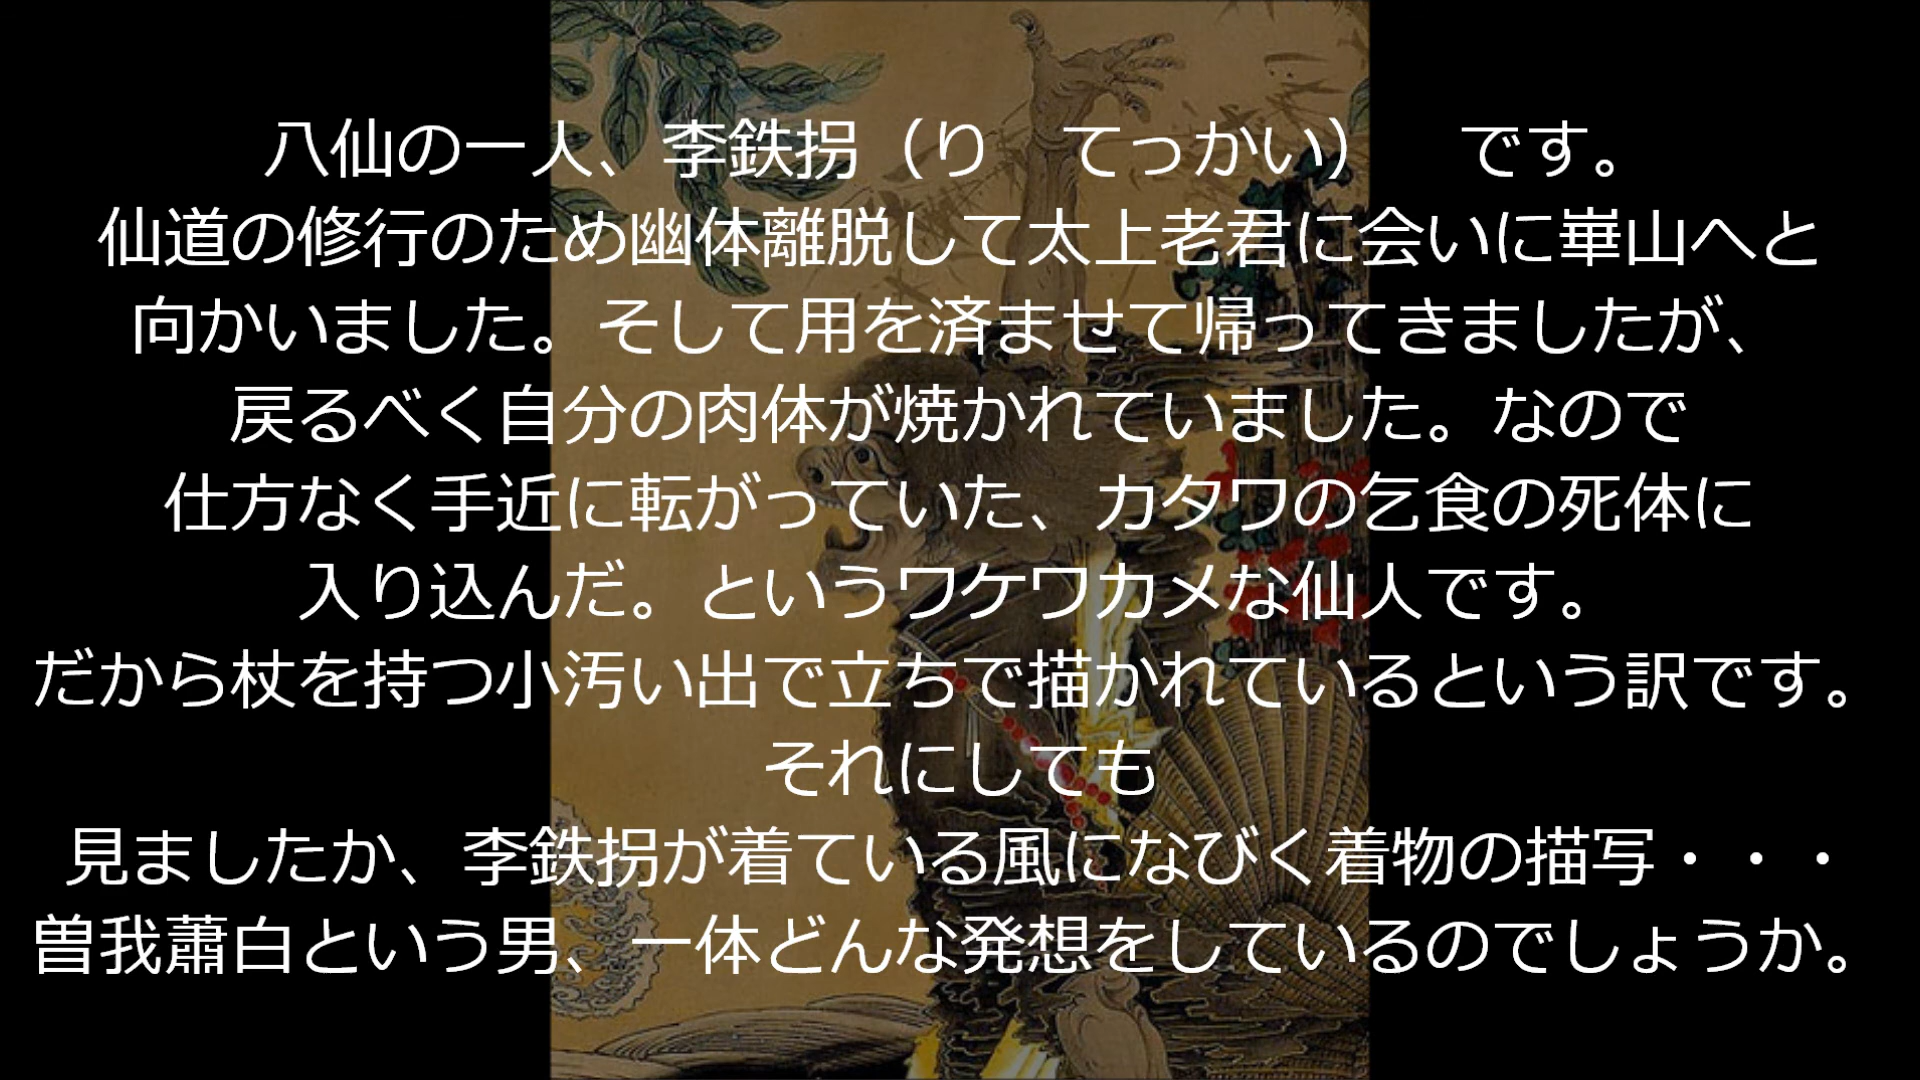 八仙の一人、李鉄拐（り　てっかい）　です。
仙道の修行のため幽体離脱して太上老君に会いに崋山へと
向かいました。そして用を済ませて帰ってきましたが、
戻るべく自分の肉体が焼かれていました。なので
仕方なく手近に転がっていた、カタワの乞食の死体に
入り込んだ。というワケワカメな仙人です。
だから杖を持つ小汚い出で立ちで描かれているという訳です。
それにしても
見ましたか、李鉄拐が着ている風になびく着物の描写・・・
曽我蕭白という男、一体どんな発想をしているのでしょうか。